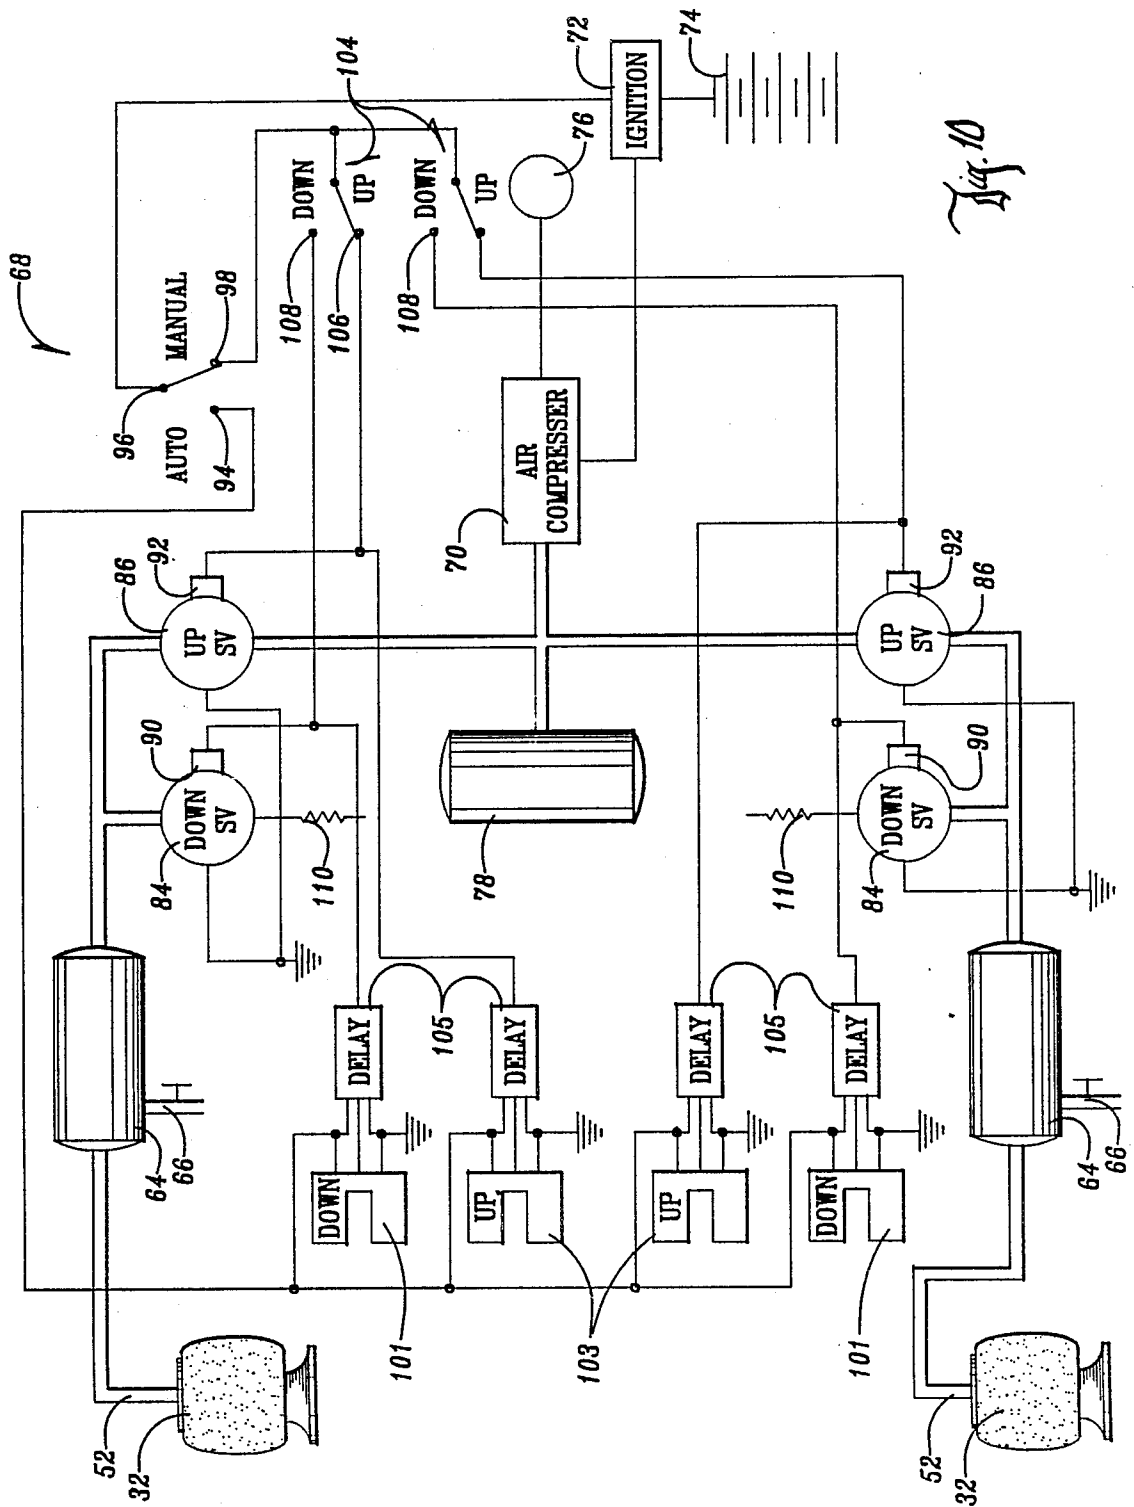 68
104
72
74
76
IGNITION
MANUAL
AUTO
96
98
94
DOWN
UP
DOWN
UP
108
106
108
AIR
COMPRESSER
70
78
86
92
UP
SV
90
DOWN
SV
84
110
92
86
UP
SV
90
DOWN
SV
84
110
64
66
64
66
DELAY
DELAY
DELAY
DELAY
105
105
DOWN
UP
UP
DOWN
101
103
101
52
32
52
32
Fig. 10